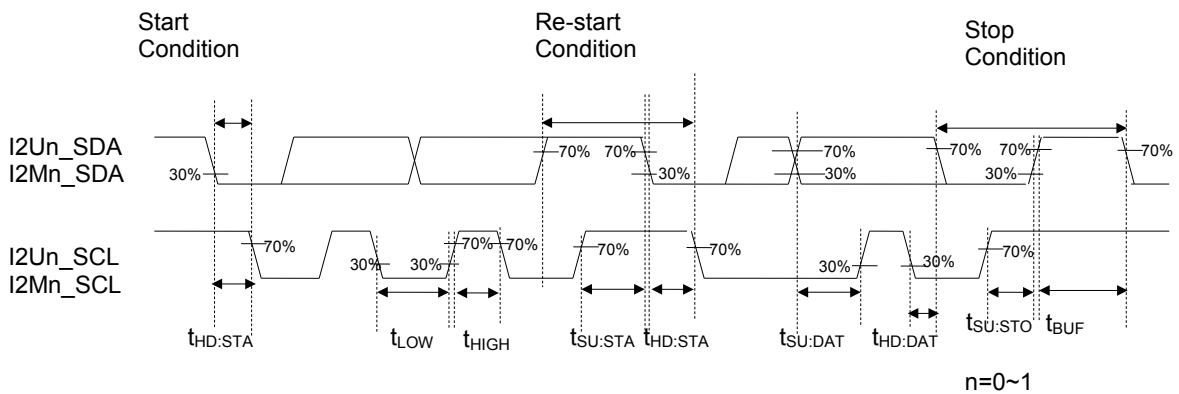 Start
Condition
Re-start
Condition
Stop
Condition
I2Un_SDA
I2Mn_SDA
30%
70%
70%
30%
70%
30%
70%
70%
30%
70%
I2Un_SCL
I2Mn_SCL
70%
30%
30%
70%
70%
70%
70%
30%
30%
70%
tHD:STA
tLOW
tHIGH
tSU:STA
tHD:STA
tSU:DAT
tHD:DAT
tSU:STO
tBUF
n=0~1